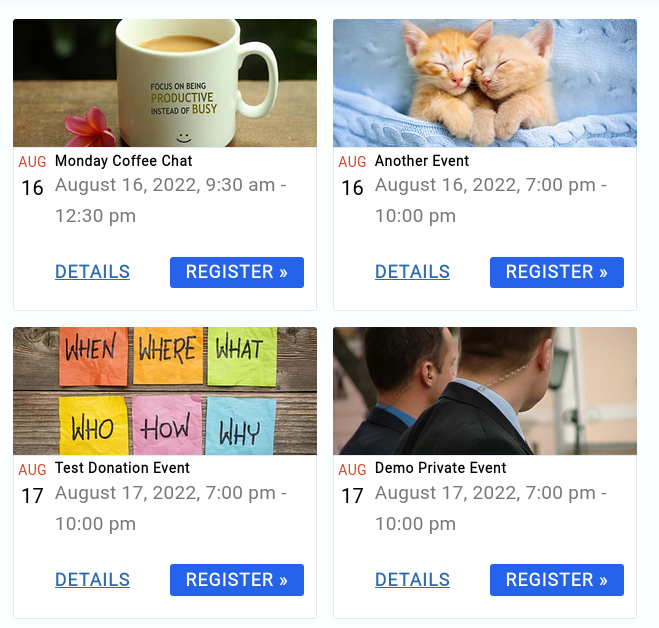 FOCUS ON BEING
PRODUCTIVE
INSTEAD OF BUSY
AUG
16
Monday Coffee Chat
August 16, 2022, 9:30 am -
12:30 pm
DETAILS
REGISTER »
AUG
16
Another Event
August 16, 2022, 7:00 pm -
10:00 pm
DETAILS
REGISTER »
WHEN WHERE WHAT
WHO HOW WHY
AUG
17
Test Donation Event
August 17, 2022, 7:00 pm -
10:00 pm
DETAILS
REGISTER »
AUG
17
Demo Private Event
August 17, 2022, 7:00 pm -
10:00 pm
DETAILS
REGISTER »